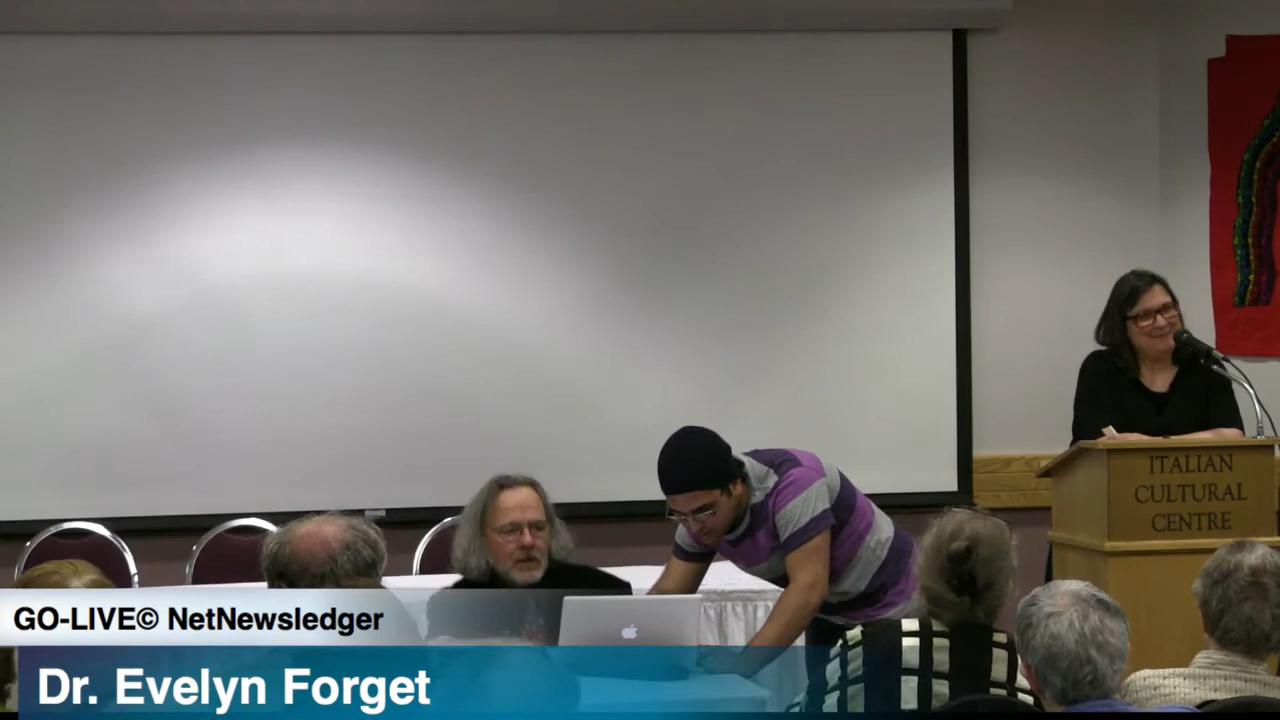 ITALIAN
CULTURAL
CENTRE
GO-LIVE© NetNewsledger
Dr. Evelyn Forget